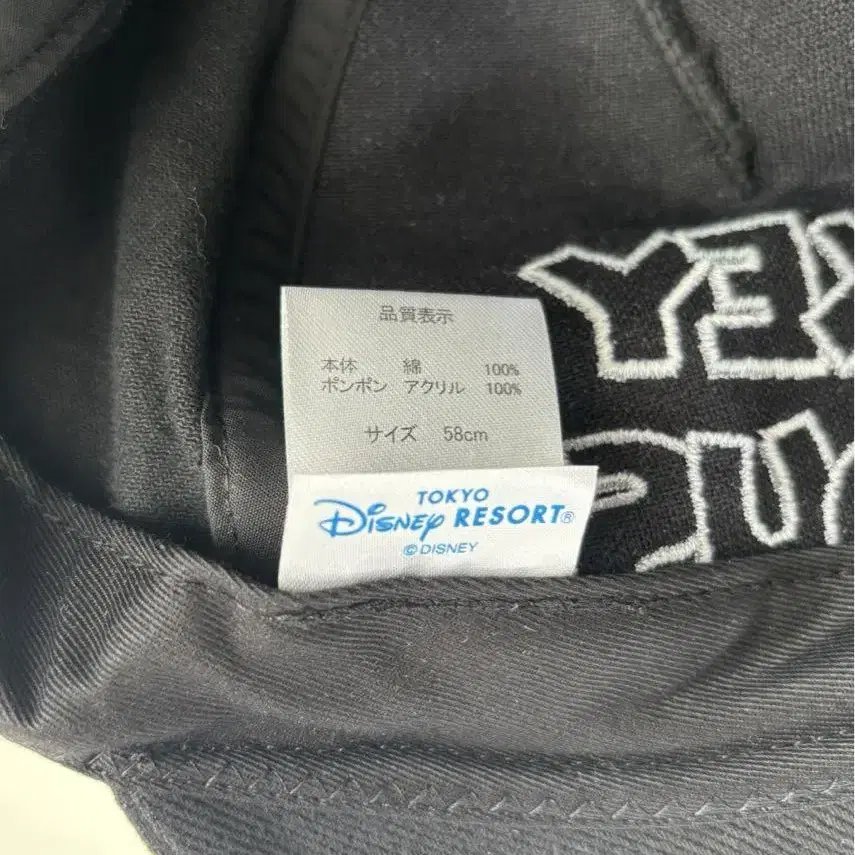 品質表示
本体 綿 100%
ポンポン アクリル 100%
サイズ 58cm
TOKYO
Disney RESORT®
©DISNEY